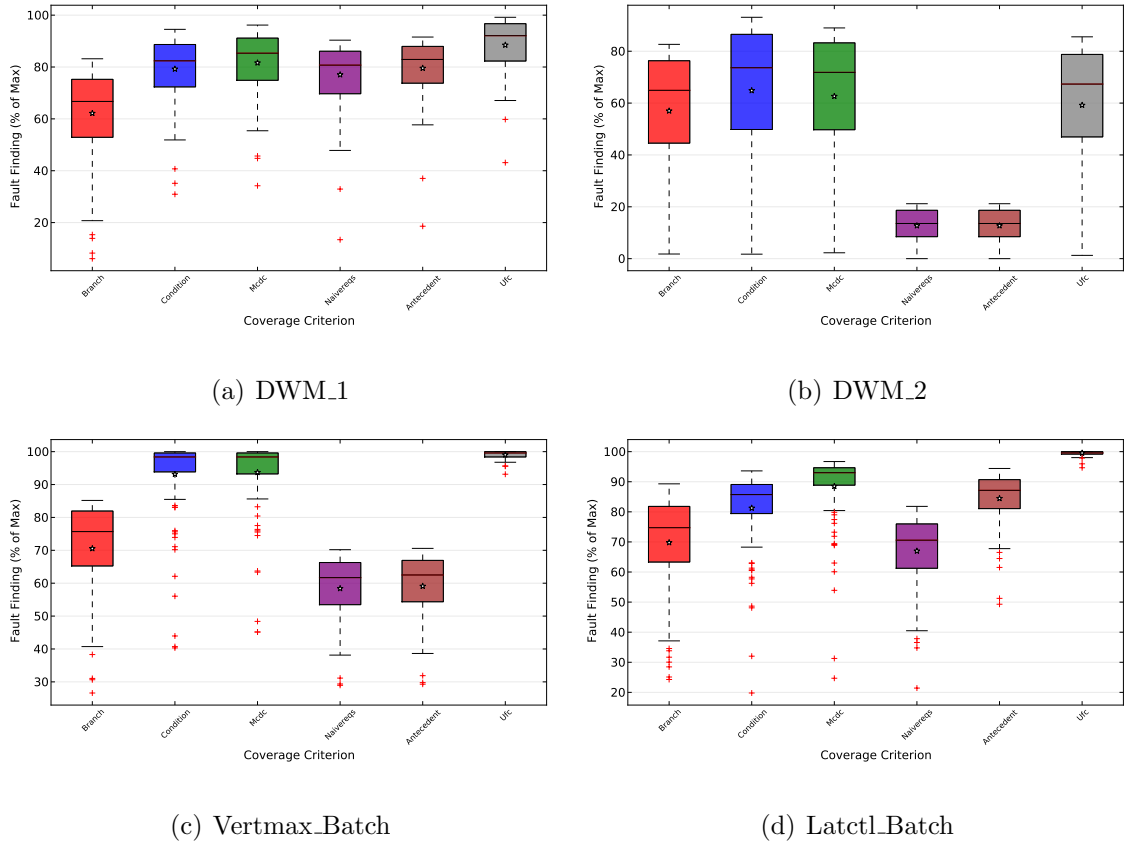 100
80
60
40
20
Fault Finding (% of Max)
Branch
Condition
Mcdc
Naivereqs
Antecedent
Ufc
Coverage Criterion
(a) DWM_1
80
60
40
20
0
Fault Finding (% of Max)
Branch
Condition
Mcdc
Naivereqs
Antecedent
Ufc
Coverage Criterion
(b) DWM_2
100
90
80
70
60
50
40
30
Fault Finding (% of Max)
Branch
Condition
Mcdc
Naivereqs
Antecedent
Ufc
Coverage Criterion
(c) Vertmax_Batch
100
90
80
70
60
50
40
30
20
Fault Finding (% of Max)
Branch
Condition
Mcdc
Naivereqs
Antecedent
Ufc
Coverage Criterion
(d) Latctl_Batch